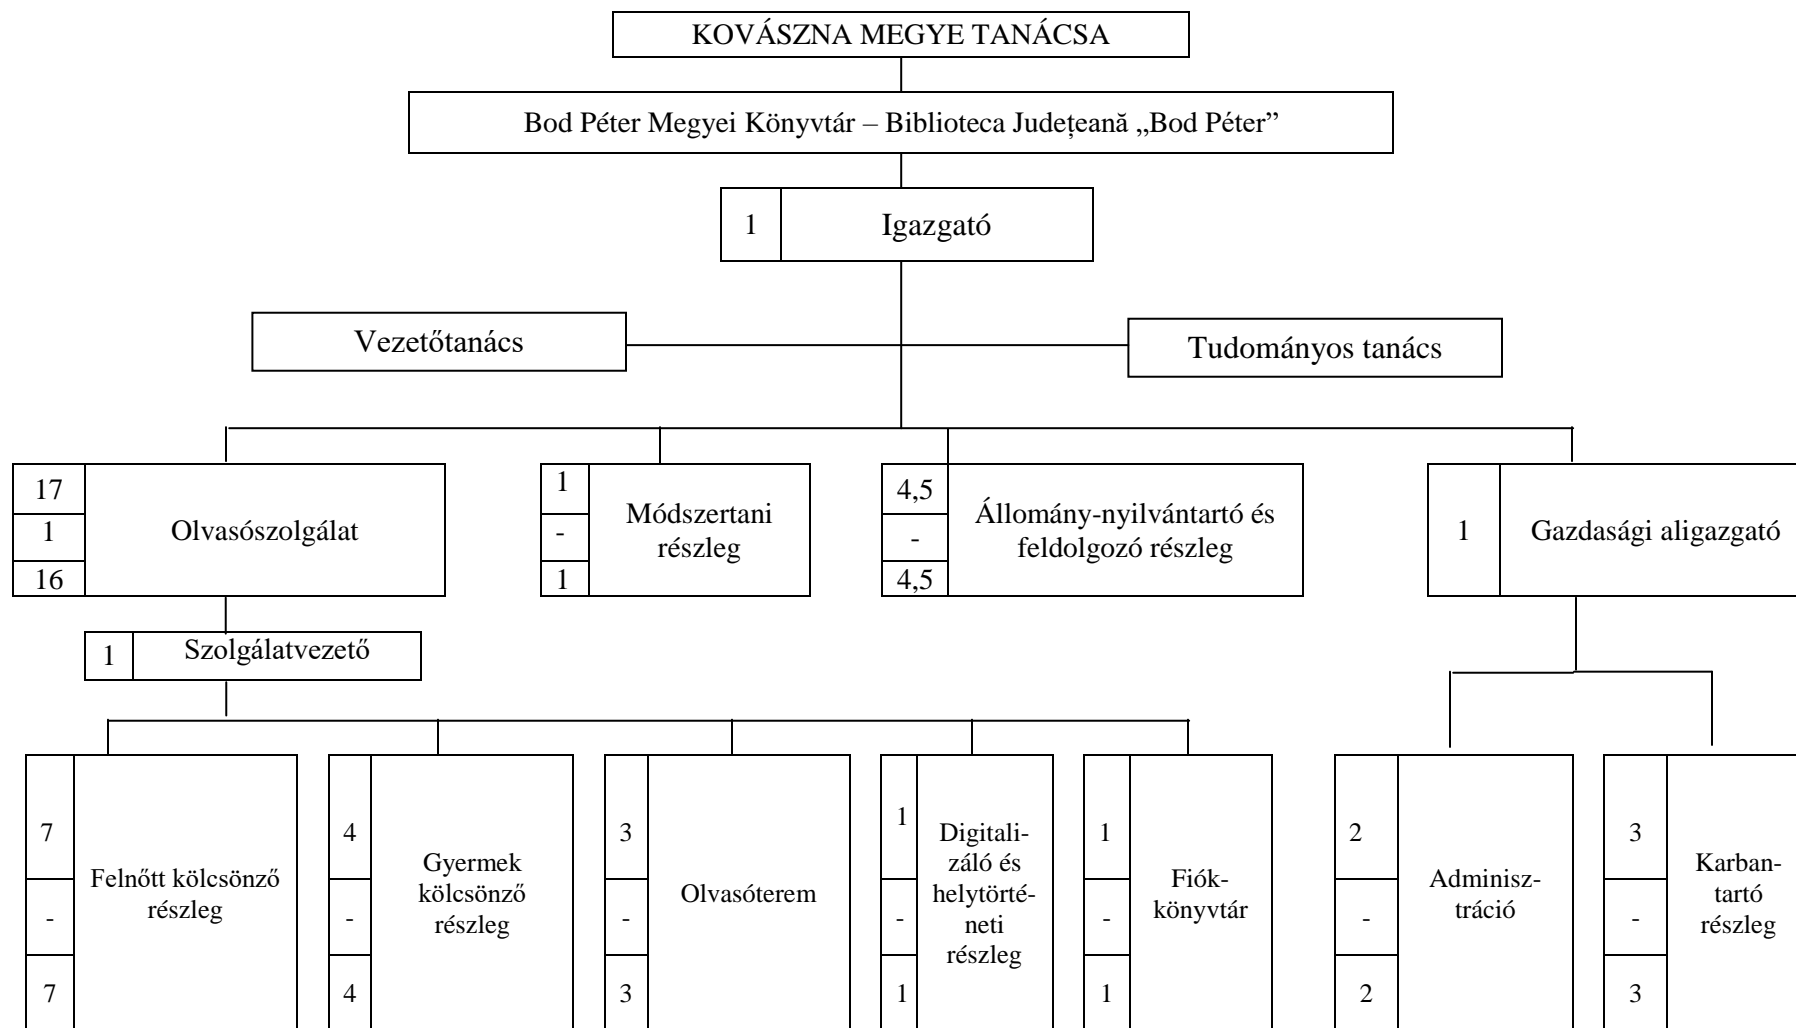 KOVÁSZNA MEGYE TANÁCSA
Bod Péter Megyei Könyvtár – Biblioteca Județeană „Bod Péter”
1
Igazgató
Vezetőtanács
Tudományos tanács
17
1
16
Olvasószolgálat
1
-
1
Módszertani
részleg
4,5
-
4,5
Állomány-nyilvántartó és
feldolgozó részleg
1
Gazdasági aligazgató
1
Szolgálatvezető
7
-
7
Felnőtt kölcsönző
részleg
4
-
4
Gyermek
kölcsönző
részleg
3
-
3
Olvasóterem
1
-
1
Digitali-
záló és
helytörté-
neti
részleg
1
-
1
Fiók-
könyvtár
2
-
2
Adminisz-
tráció
3
-
3
Karban-
tartó
részleg